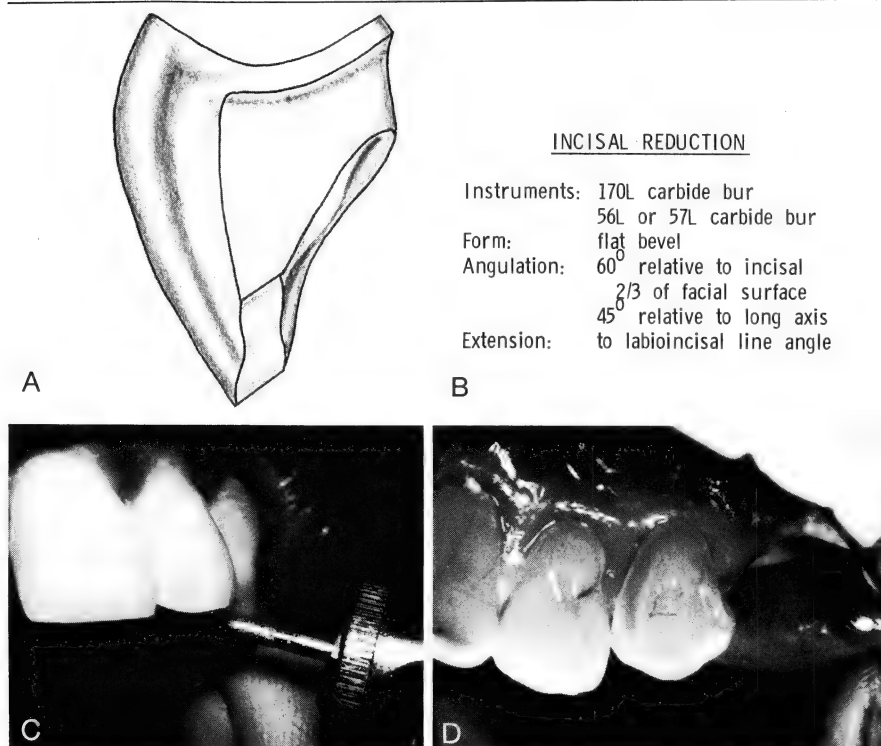 A
INCISAL REDUCTION
Instruments: 170L carbide bur
56L or 57L carbide bur
Form: flat bevel
Angulation: 60° relative to incisal
2/3 of facial surface
45° relative to long axis
Extension: to labioincisal line angle
B
C
D